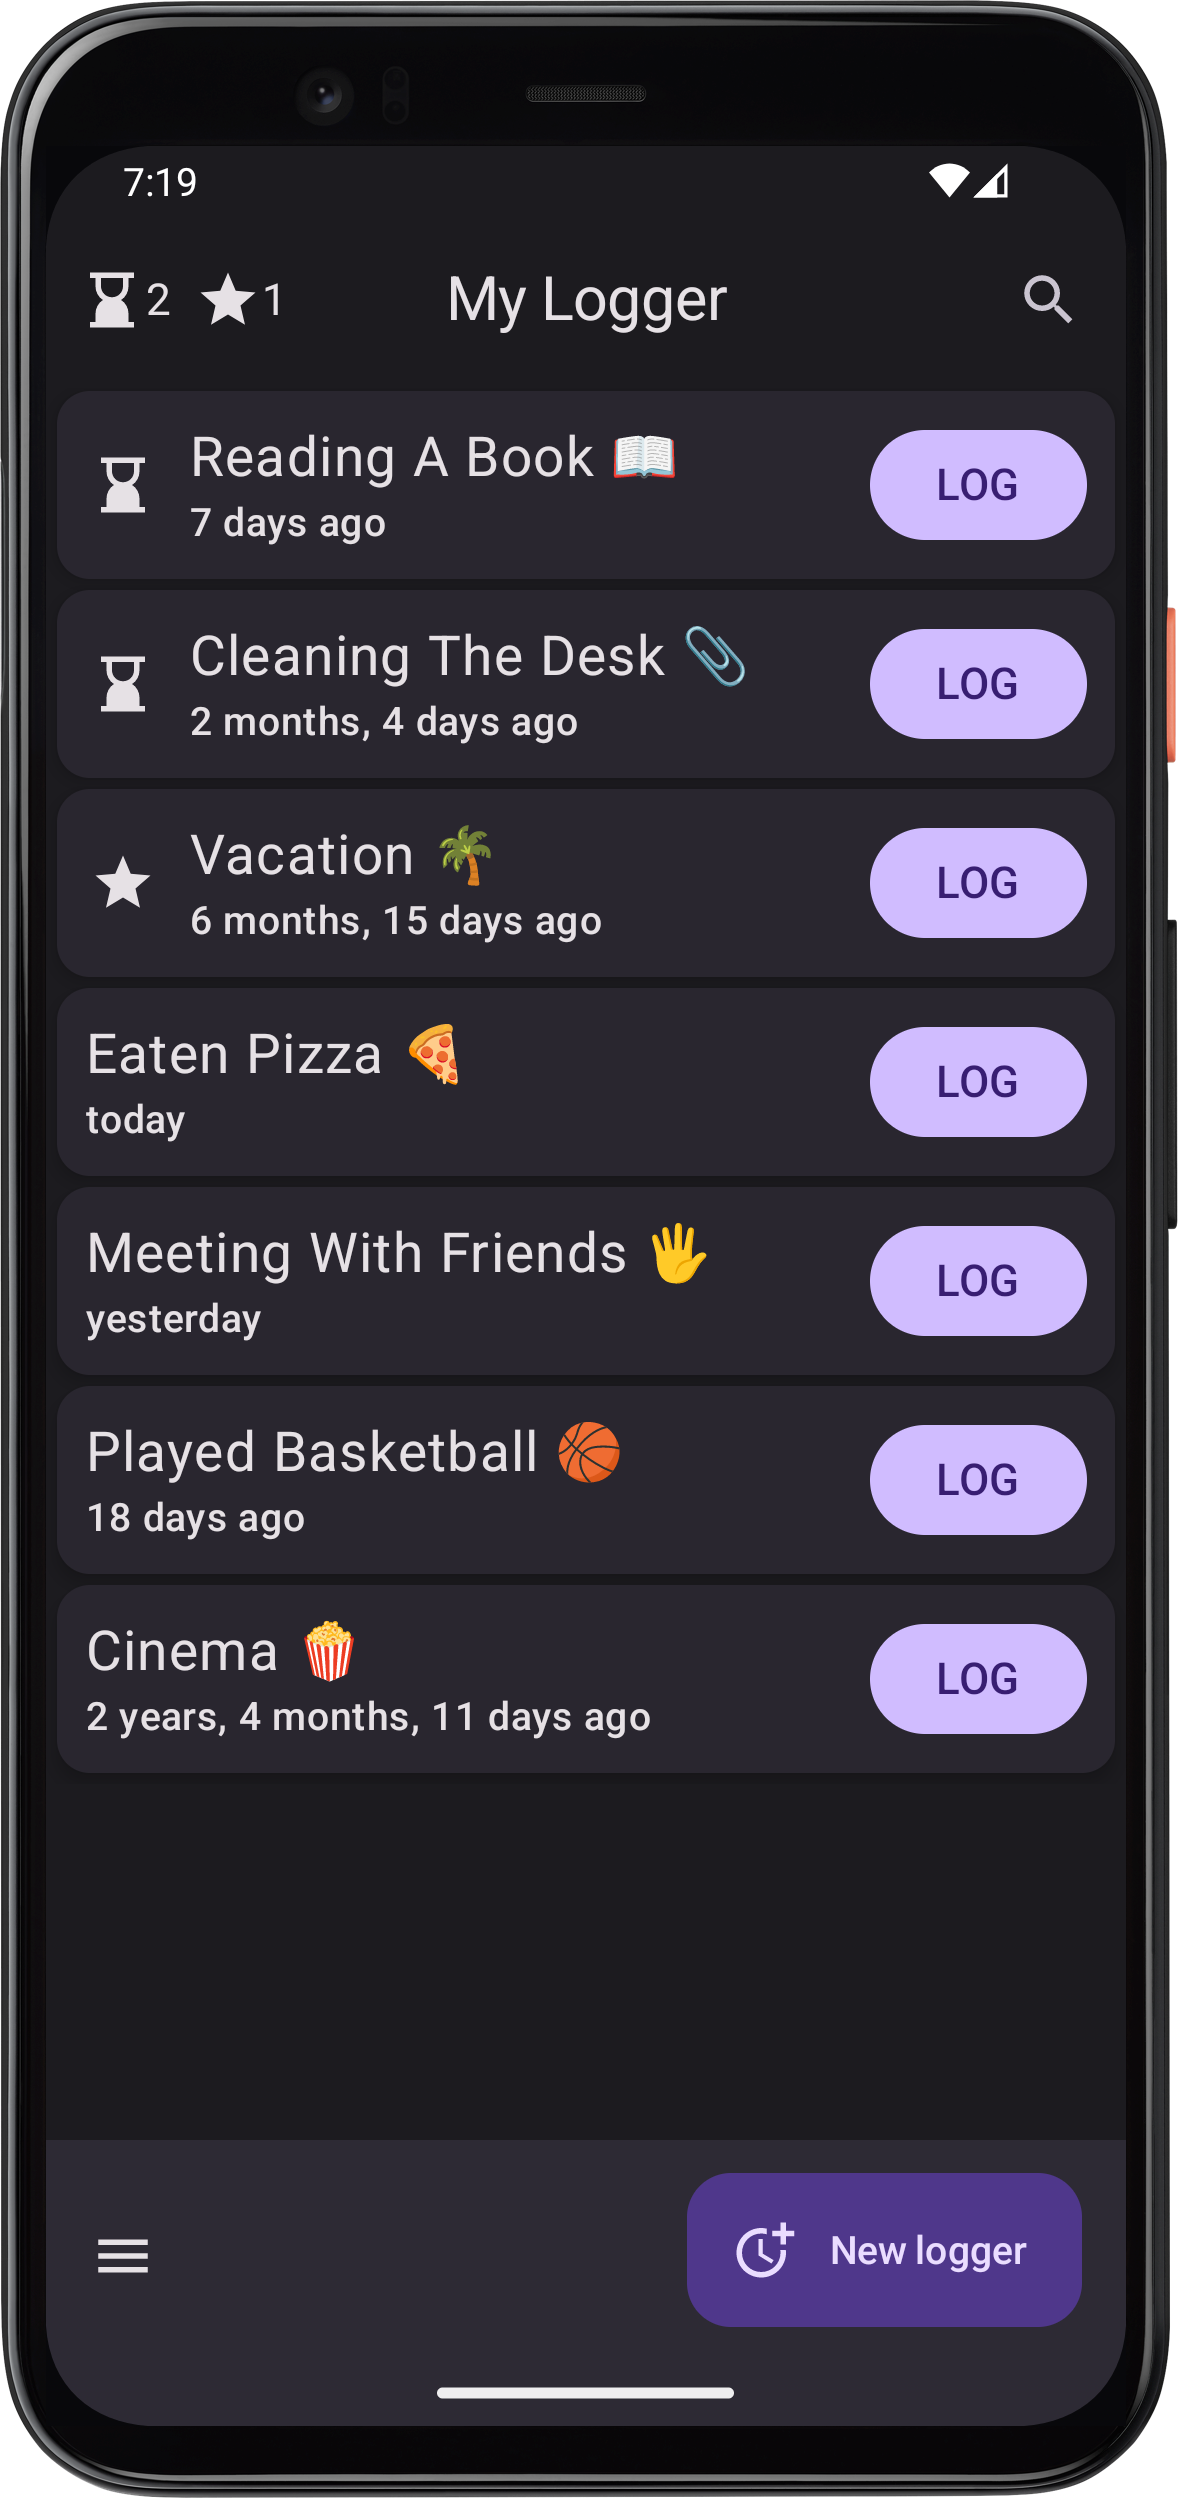 7:19
2 1 My Logger
Reading A Book 📖
7 days ago
LOG
Cleaning The Desk 📎
2 months, 4 days ago
LOG
Vacation 🌴
6 months, 15 days ago
LOG
Eaten Pizza 🍕
today
LOG
Meeting With Friends 🖐
yesterday
LOG
Played Basketball 🏀
18 days ago
LOG
Cinema 🍿
2 years, 4 months, 11 days ago
LOG
New logger